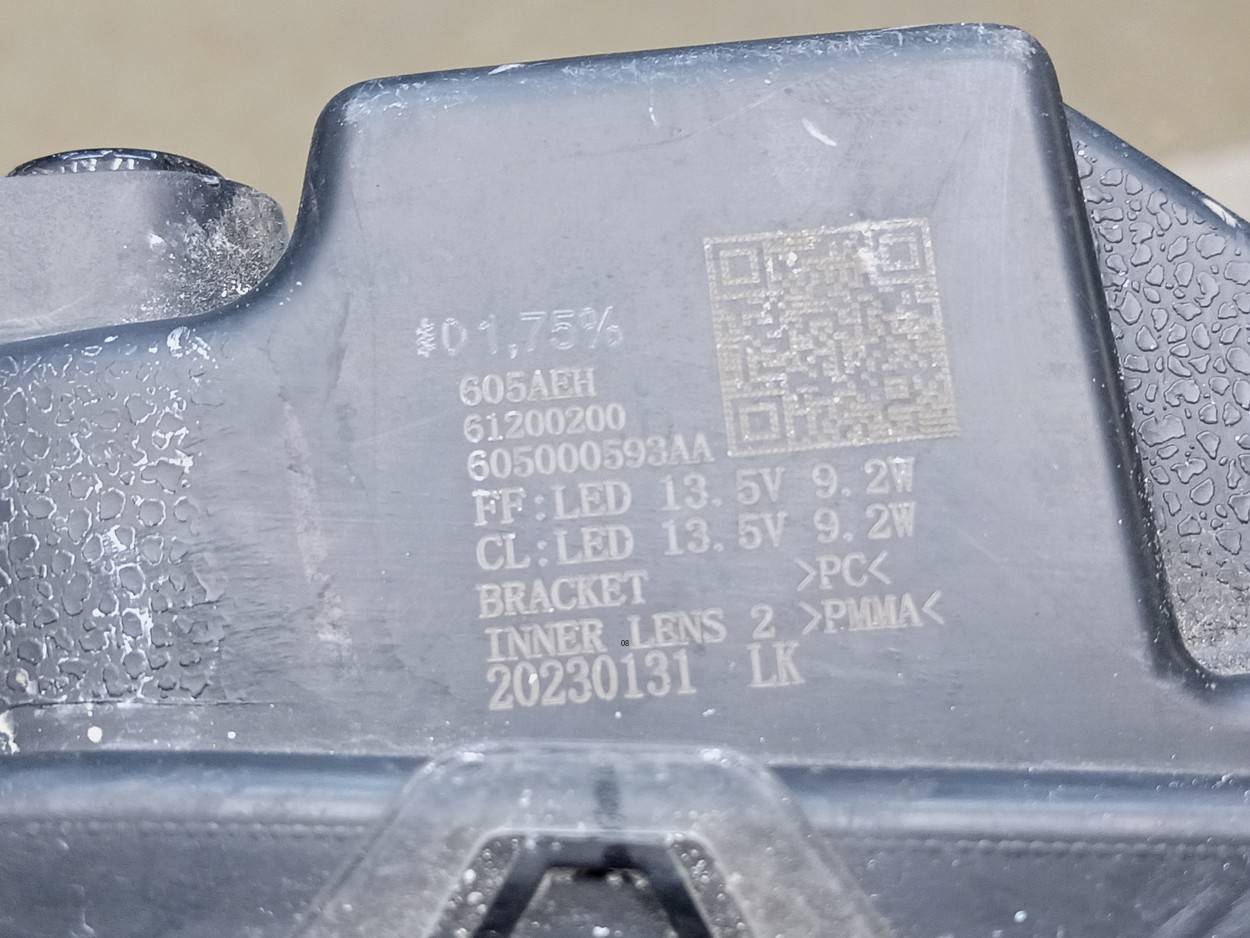 01,75%
605AEH
61200200
605000593AA
FF:LED 13.5V 9.2W
CL:LED 13.5V 9.2W
BRACKET >PC<
INNER LENS 2 >PMMA<
08
20230131 LK